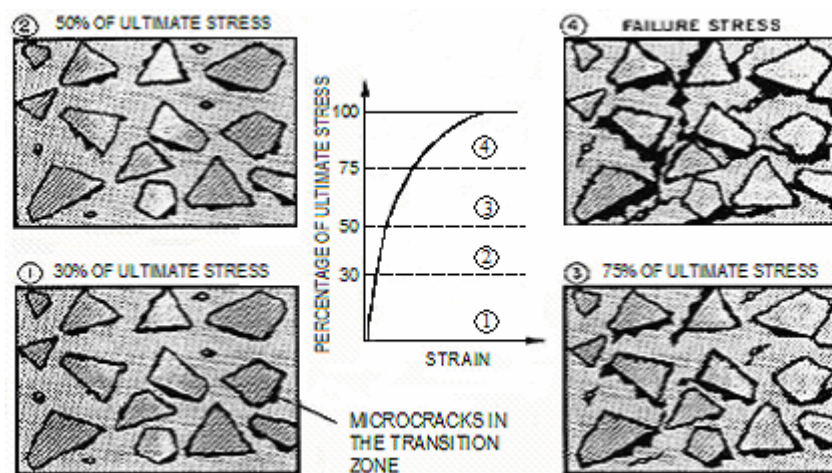 ② 50% OF ULTIMATE STRESS
④ FAILURE STRESS
PERCENTAGE OF ULTIMATE STRESS
100
75
50
30
④
③
②
①
STRAIN
① 30% OF ULTIMATE STRESS
③ 75% OF ULTIMATE STRESS
MICROCRACKS IN
THE TRANSITION
ZONE